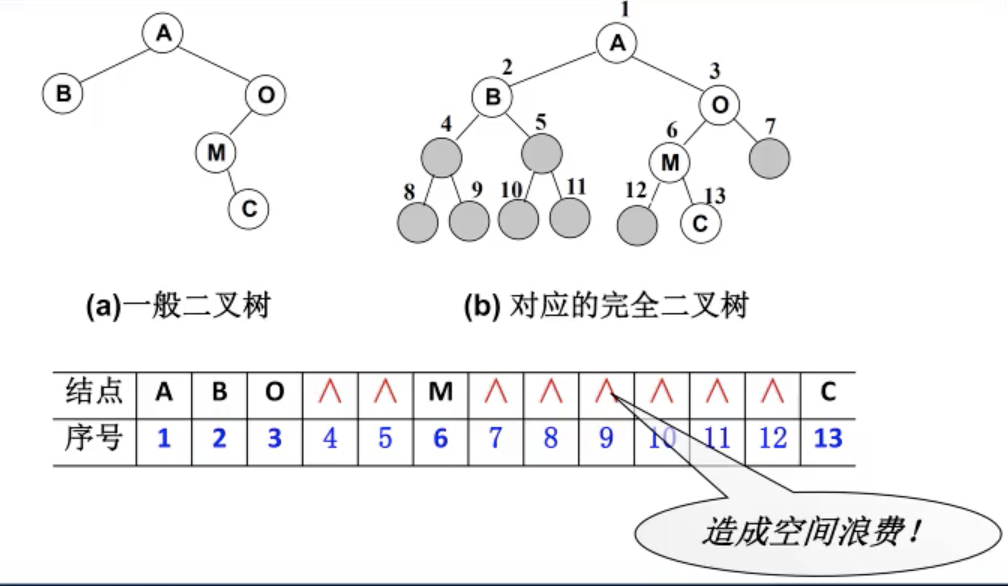 A
B
O
M
C
1
A
2
3
B
O
4
5
6
7
M
8
9
10
11
12
13
C
(a)一般二叉树
(b) 对应的完全二叉树
结点 A B O ∧ ∧ M ∧ ∧ ∧ ∧ ∧ ∧ C
序号 1 2 3 4 5 6 7 8 9 10 11 12 13
造成空间浪费!